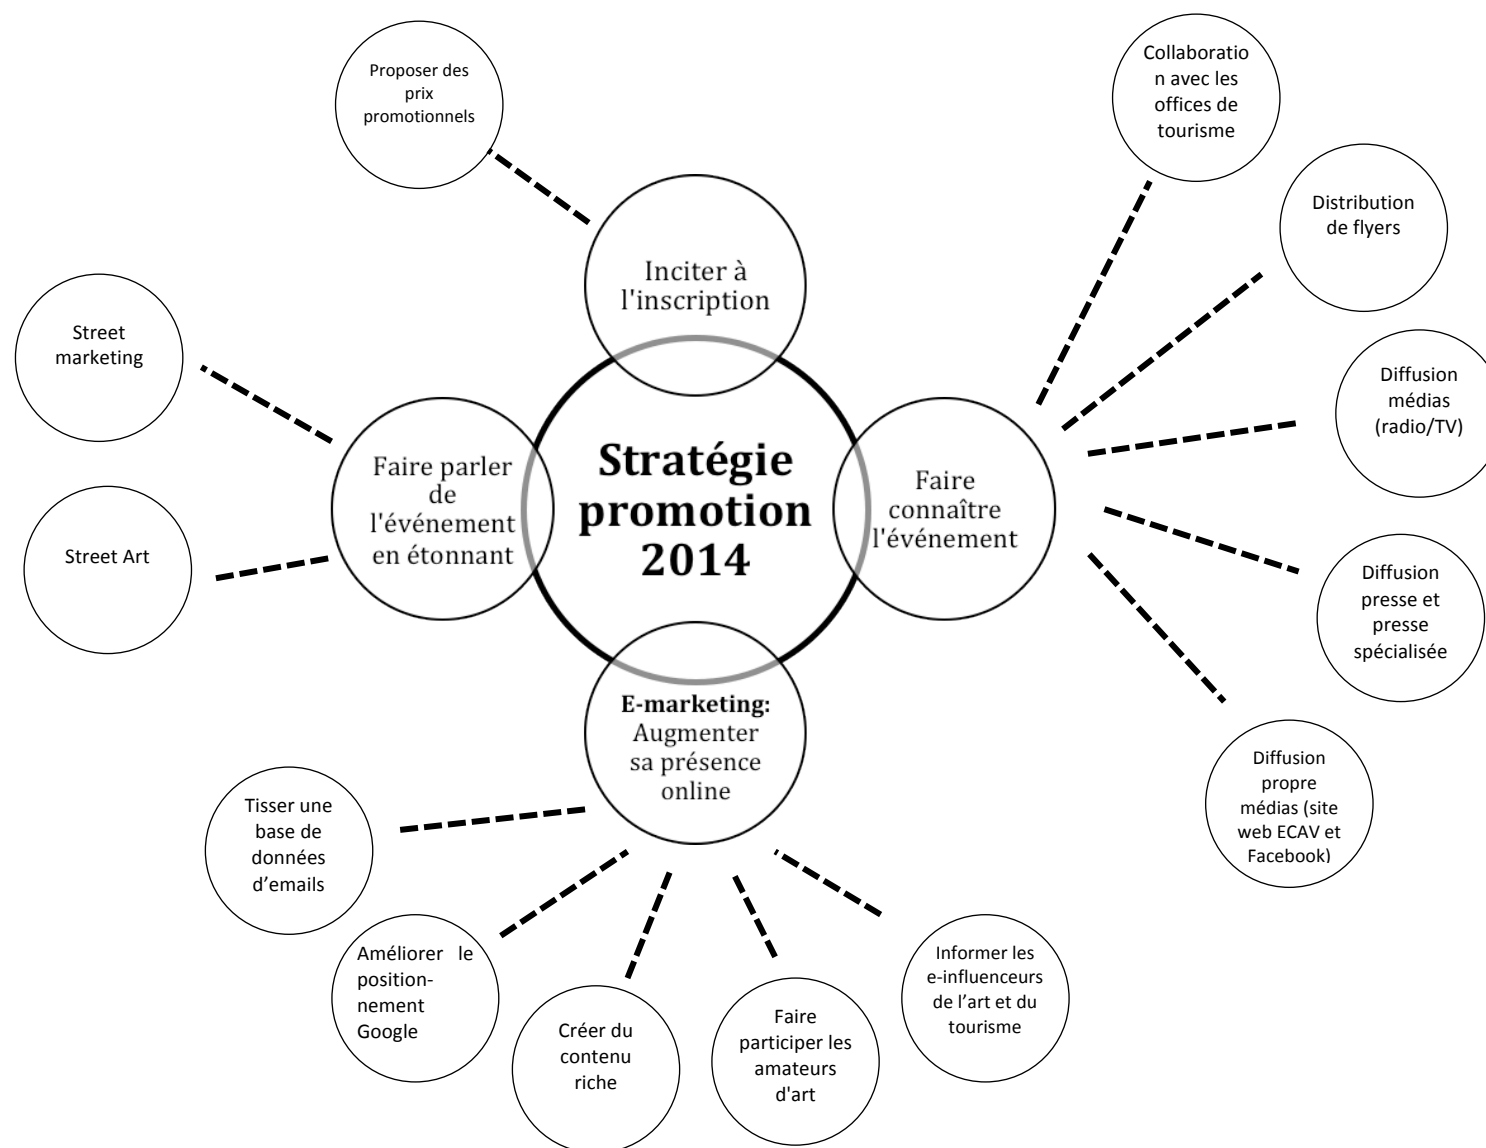 Proposer des
prix
promotionnels
Collaboratio
n avec les
offices de
tourisme
Distribution
de flyers
Inciter à
l'inscription
Street
marketing
Diffusion
médias
(radio/TV)
Faire parler
de
l'événement
en étonnant
Stratégie
promotion
2014
Faire
connaître
l'événement
Street Art
Diffusion
presse et
presse
spécialisée
E-marketing:
Augmenter
sa présence
online
Diffusion
propre
médias (site
web ECAV et
Facebook)
Tisser une
base de
données
d’emails
Améliorer le
position-
nement
Google
Créer du
contenu
riche
Faire
participer les
amateurs
d'art
Informer les
e-influenceurs
de l’art et du
tourisme